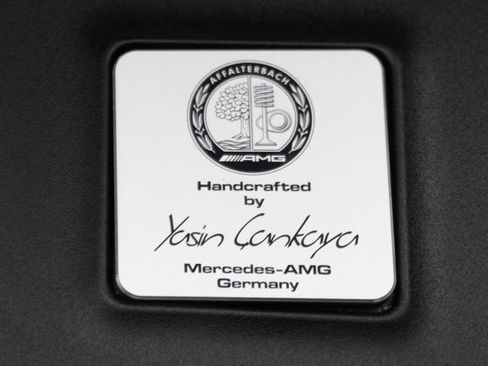 AFFALTERBACH
AMG
Handcrafted
by
Yasin Çankaya
Mercedes-AMG
Germany